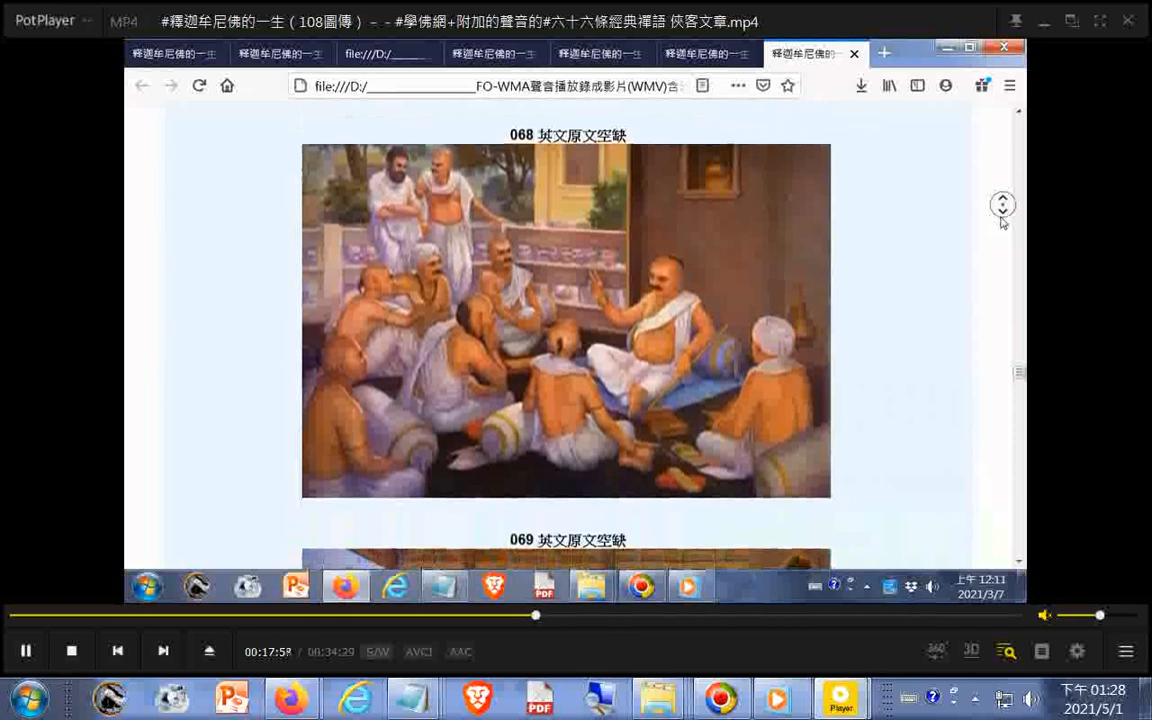 PotPlayer
MP4
#釋迦牟尼佛的一生（108圖傳）－－#學佛網+附加的聲音的#六十六條經典禪語 俠客文章.mp4
釋迦牟尼佛的一生
釋迦牟尼佛的一生
file:///D:/______
釋迦牟尼佛的一生
釋迦牟尼佛的一生
釋迦牟尼佛的一生
釋迦牟尼佛的一
file:///D:/____________________FO-WMA聲音播放錄成影片(WMV)含
068 英文原文空缺
069 英文原文空缺
上午 12:11
2021/3/7
00:17:58 / 00:34:29 S/W AVC1 AAC
360°
3D
PDF
PDF
Player
下午 01:28
2021/5/1